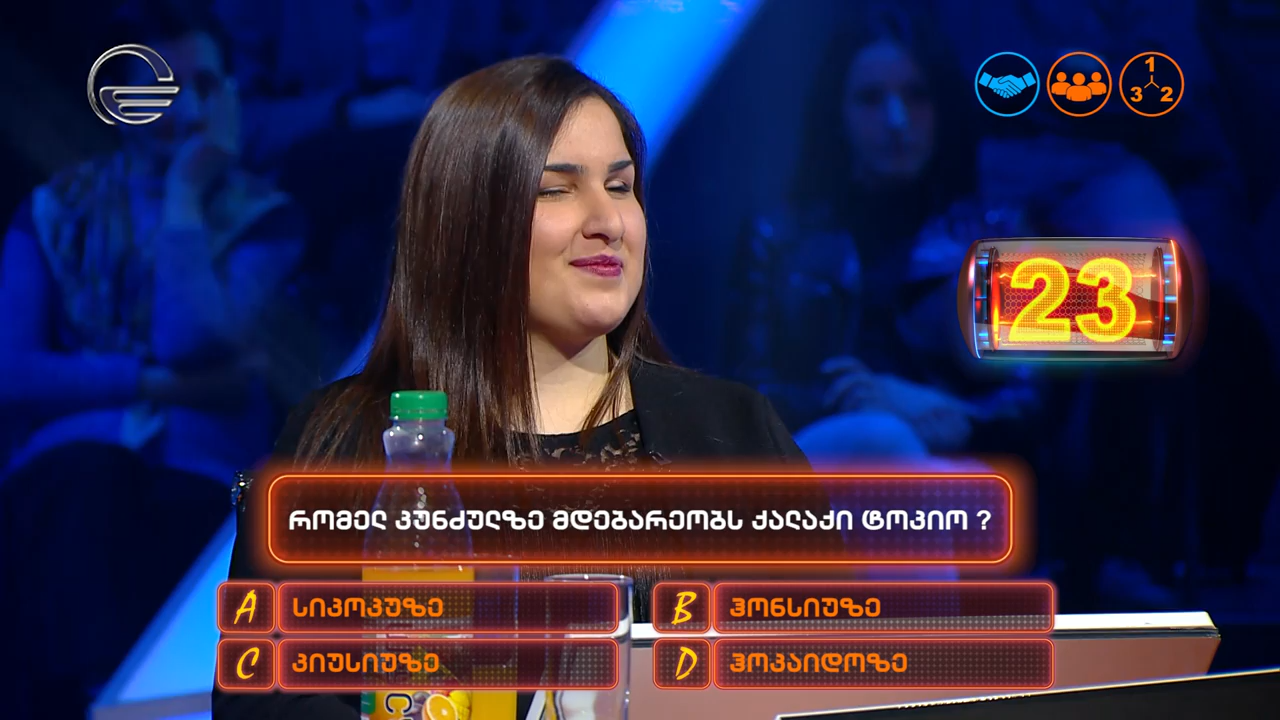 1
3 2
23
რომელ კუნძულზე მდებარეობს ქალაქი ტოკიო ?
A სიკოკუზე
B ჰონსიუზე
C კიუსიუზე
D ჰოკაიდოზე